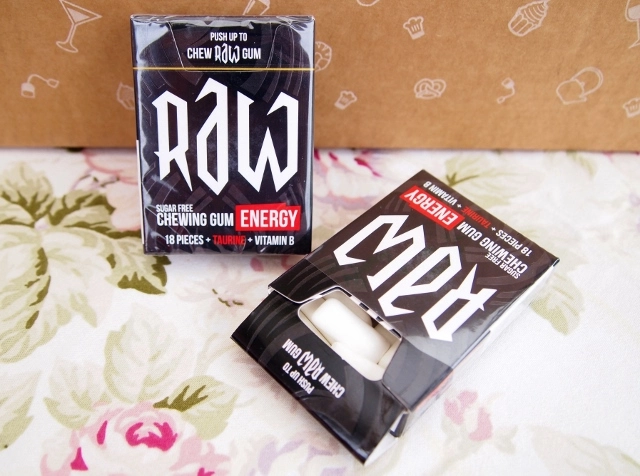 PUSH UP TO
CHEW RAW GUM
RAW
SUGAR FREE
CHEWING GUM ENERGY
18 PIECES + TAURINE + VITAMIN B
18 PIECES + TAURINE + VITAMIN B
CHEWING GUM ENERGY
SUGAR FREE
RAW
CHEW RAW GUM
PUSH UP TO